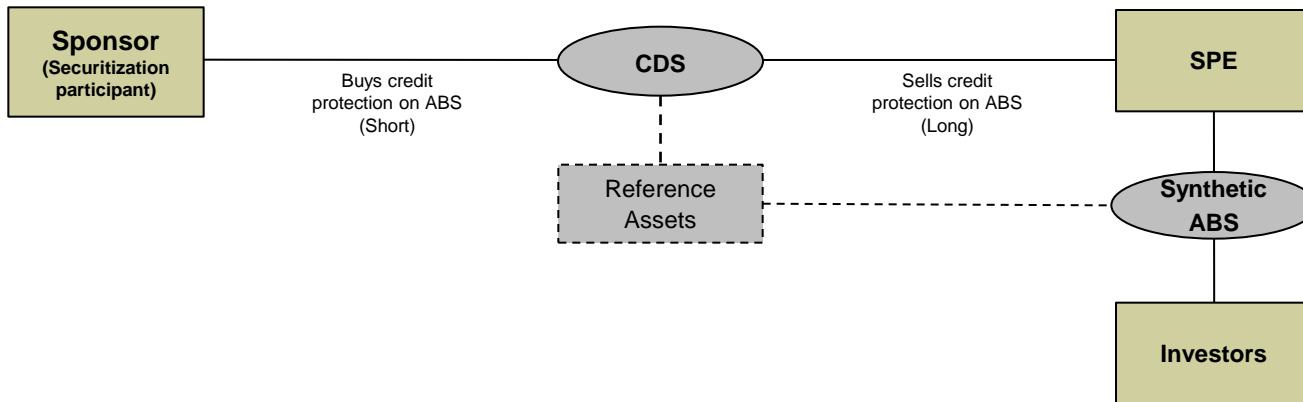 Sponsor
(Securitization
participant)
Buys credit
protection on ABS
(Short)
CDS
Sells credit
protection on ABS
(Long)
SPE
Reference
Assets
Synthetic
ABS
Investors